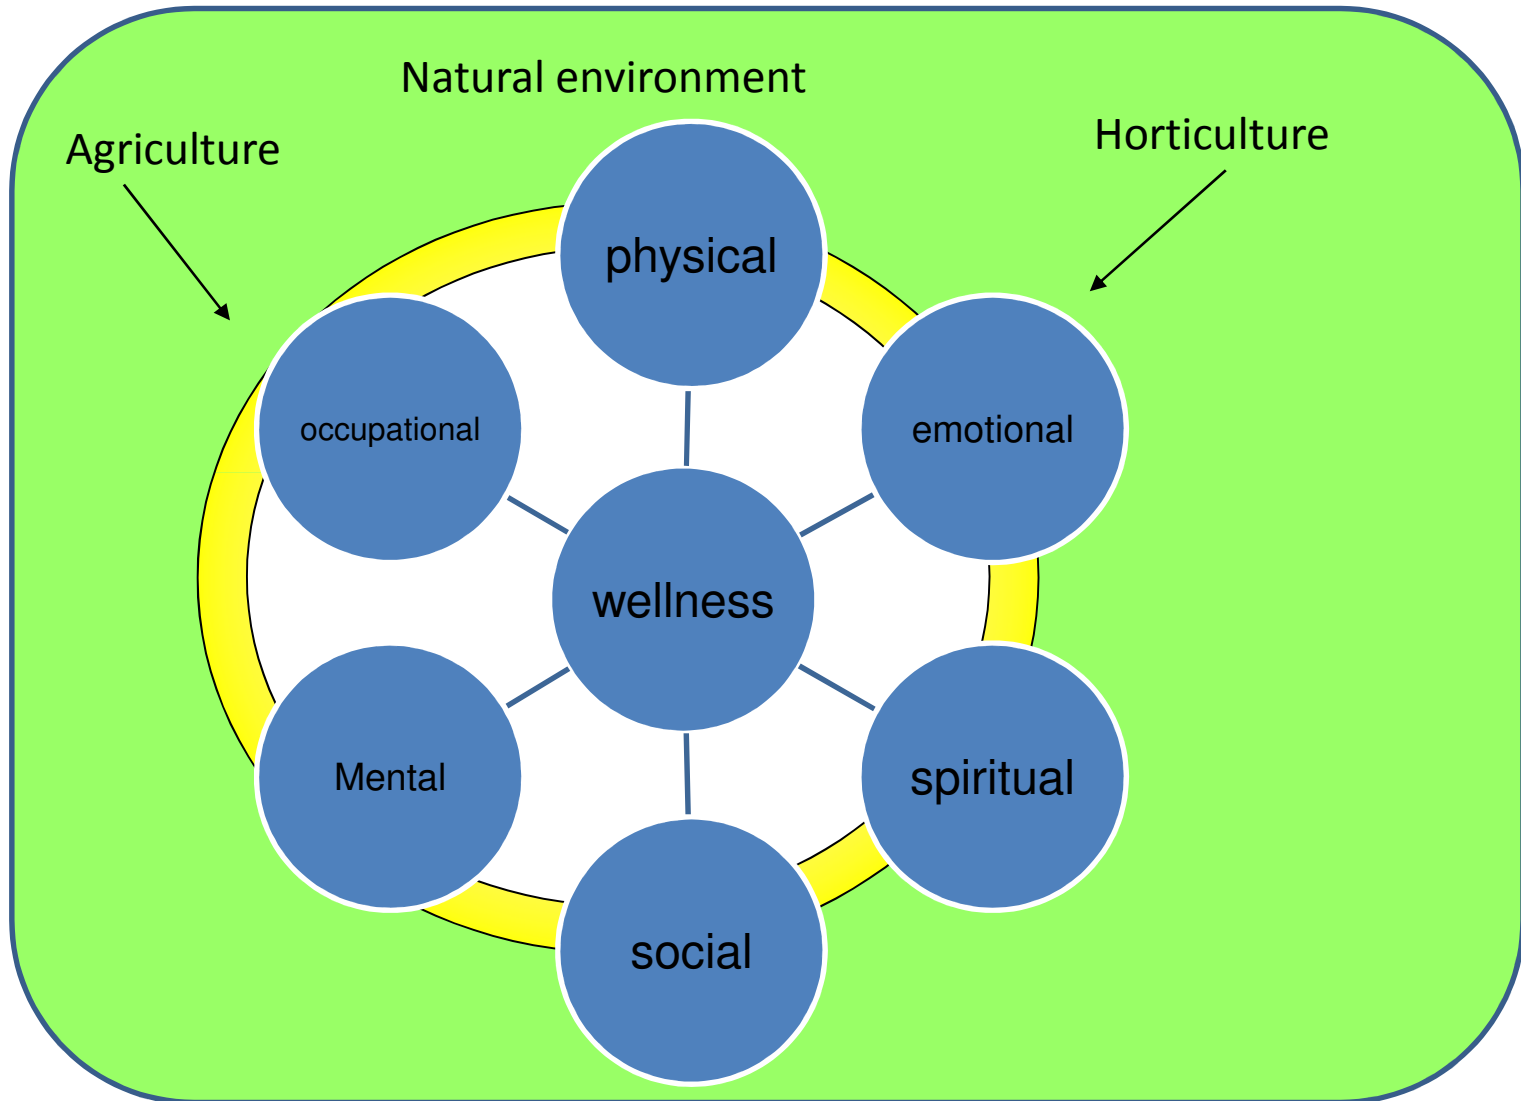 Natural environment
Agriculture
Horticulture
physical
occupational
emotional
wellness
Mental
spiritual
social